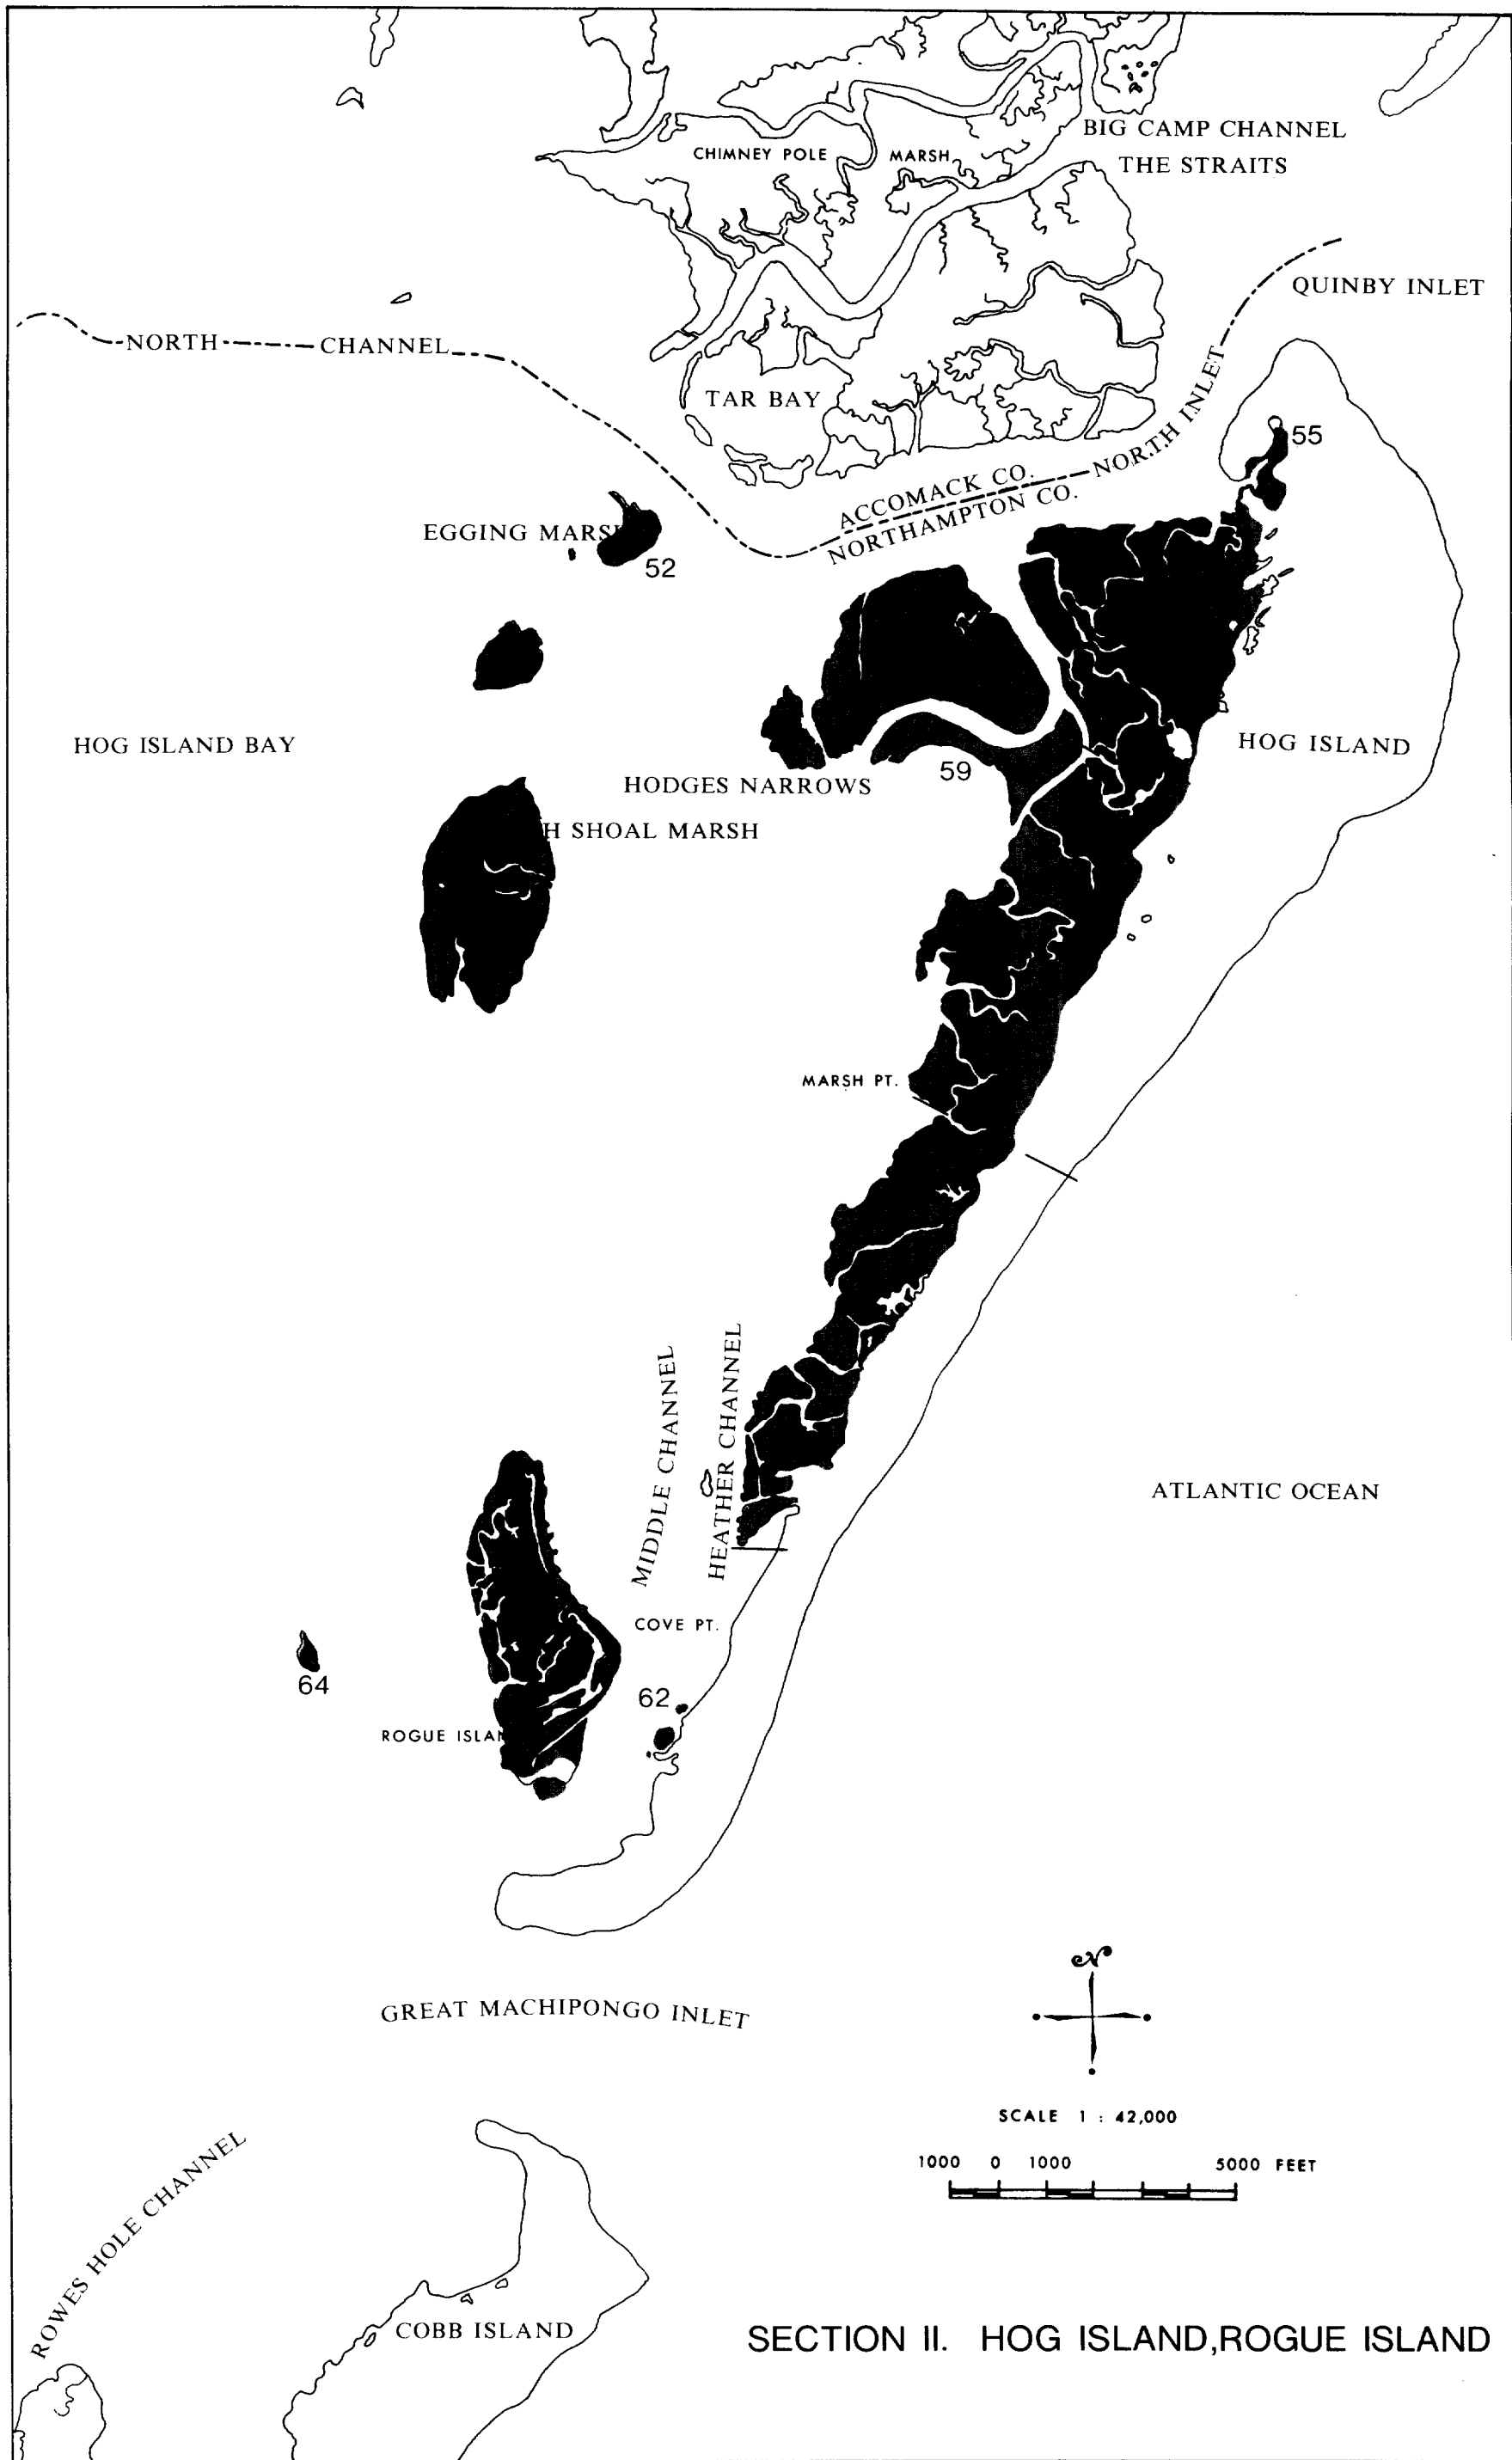 BIG CAMP CHANNEL
CHIMNEY POLE MARSH
THE STRAITS
QUINBY INLET
NORTH CHANNEL
TAR BAY
NORTH INLET
55
ACCOMACK CO.
NORTHAMPTON CO.
EGGING MARS
52
HOG ISLAND BAY
HOG ISLAND
59
HODGES NARROWS
H SHOAL MARSH
MARSH PT.
MIDDLE CHANNEL
HEATHER CHANNEL
ATLANTIC OCEAN
COVE PT.
64
62
ROGUE ISLAN
GREAT MACHIPONGO INLET
N
SCALE 1 : 42,000
1000 0 1000 5000 FEET
ROWES HOLE CHANNEL
COBB ISLAND
SECTION II. HOG ISLAND,ROGUE ISLAND